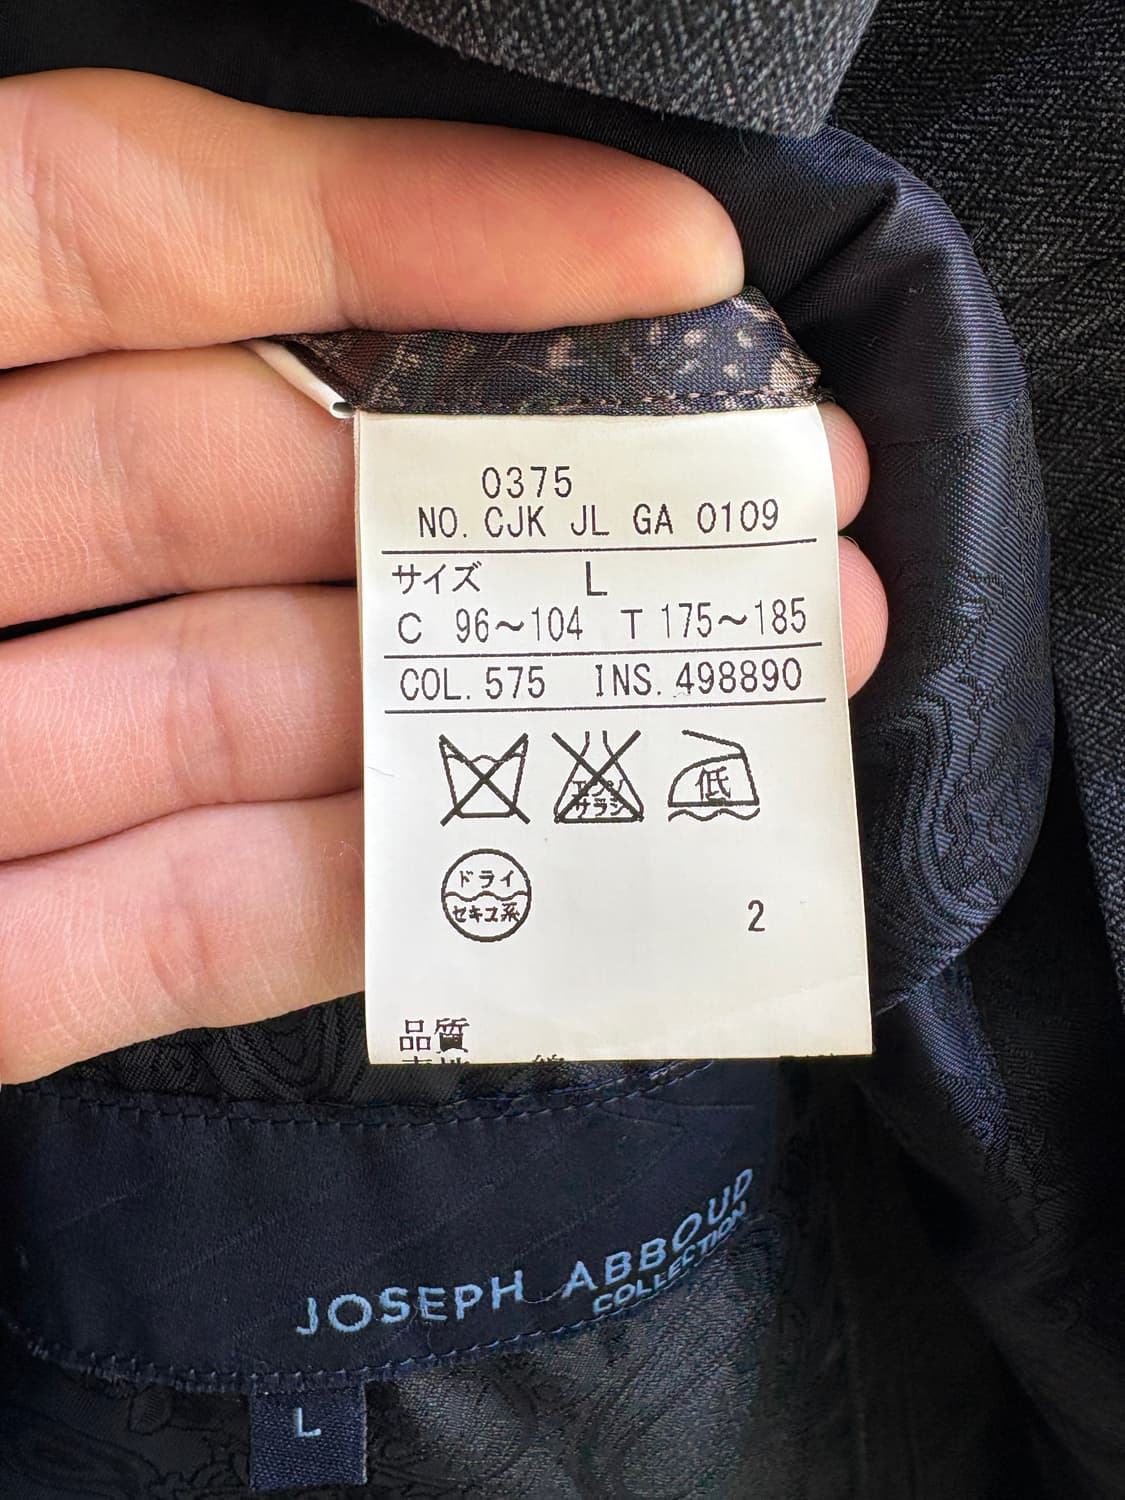 0375
NO. CJK JL GA 0109
サイズ L
C 96～104 T 175～185
COL. 575 INS. 498890
エンソ
サラシ
低
ドライ
セキユ系
2
品質
JOSEPH ABBOUD
COLLECTION
L